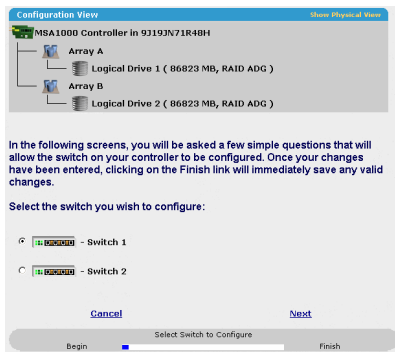 Configuration View Show Physical View
MSA1000 Controller in 9J19JN71R48H
Array A
Logical Drive 1 ( 86823 MB, RAID ADG )
Array B
Logical Drive 2 ( 86823 MB, RAID ADG )
In the following screens, you will be asked a few simple questions that will
allow the switch on your controller to be configured. Once your changes
have been entered, clicking on the Finish link will immediately save any valid
changes.
Select the switch you wish to configure:
- Switch 1
- Switch 2
Cancel Next
Select Switch to Configure
Begin Finish